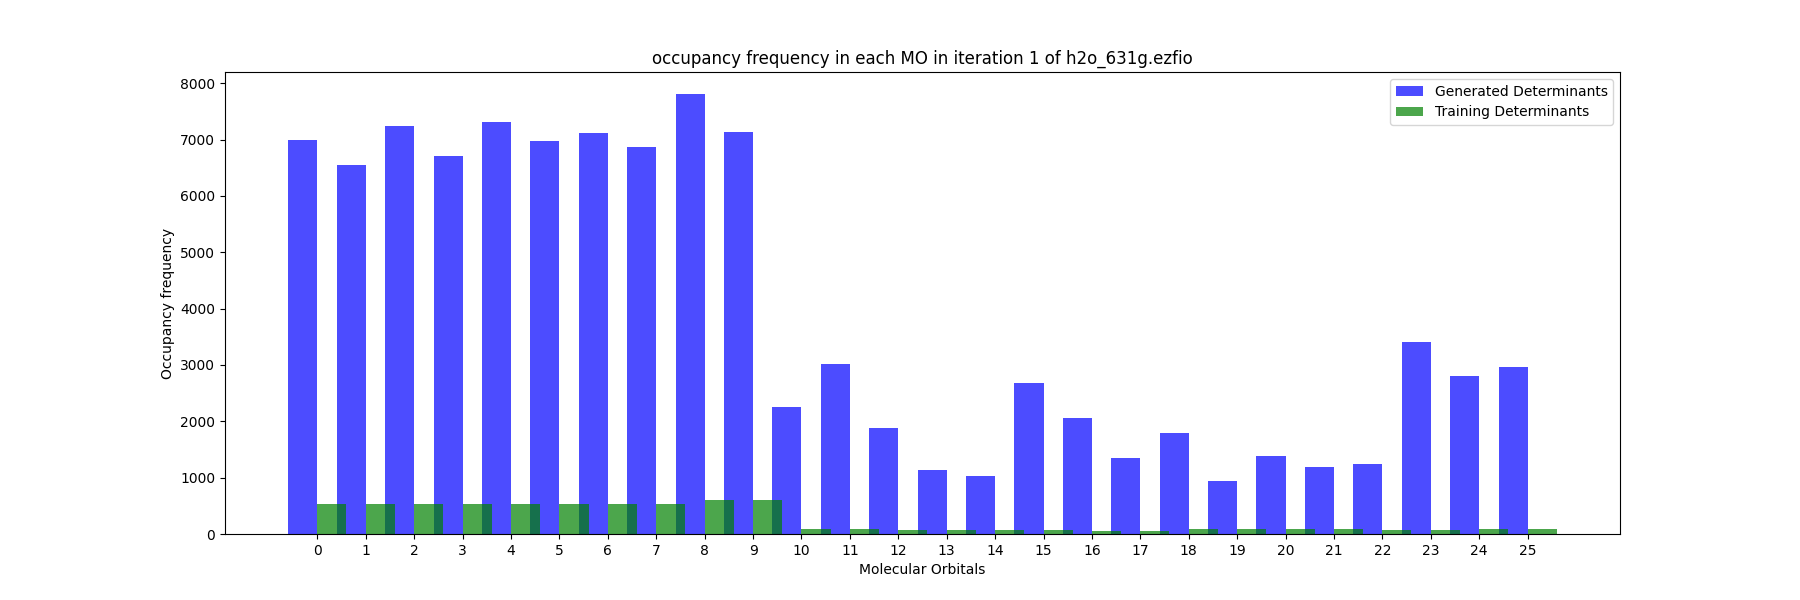 occupancy frequency in each MO in iteration 1 of h2o_631g.ezfio
Generated Determinants
Training Determinants
Occupancy frequency
8000
7000
6000
5000
4000
3000
2000
1000
0
0 1 2 3 4 5 6 7 8 9 10 11 12 13 14 15 16 17 18 19 20 21 22 23 24 25
Molecular Orbitals